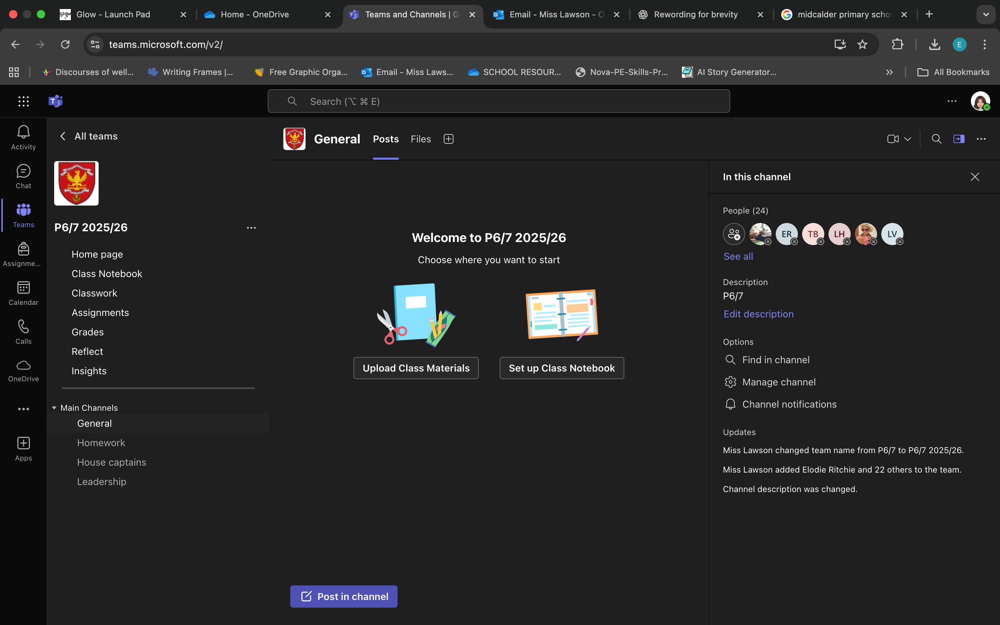 Glow - Launch Pad
Home - OneDrive
Teams and Channels | G
Email - Miss Lawson - O
Rewording for brevity
midcalder primary scho
teams.microsoft.com/v2/
E
Discourses of well...
Writing Frames |...
Free Graphic Orga...
Email - Miss Laws...
SCHOOL RESOUR...
Nova-PE-Skills-Pr...
AI Story Generator...
All Bookmarks
Search (⌥ ⌘ E)
Activity
Chat
Teams
Assignme...
Calendar
Calls
OneDrive
Apps
All teams
P6/7 2025/26
Home page
Class Notebook
Classwork
Assignments
Grades
Reflect
Insights
Main Channels
General
Homework
House captains
Leadership
General
Posts
Files
Welcome to P6/7 2025/26
Choose where you want to start
Upload Class Materials
Set up Class Notebook
Post in channel
In this channel
People (24)
ER
TB
LH
LV
See all
Description
P6/7
Edit description
Options
Find in channel
Manage channel
Channel notifications
Updates
Miss Lawson changed team name from P6/7 to P6/7 2025/26.
Miss Lawson added Elodie Ritchie and 22 others to the team.
Channel description was changed.